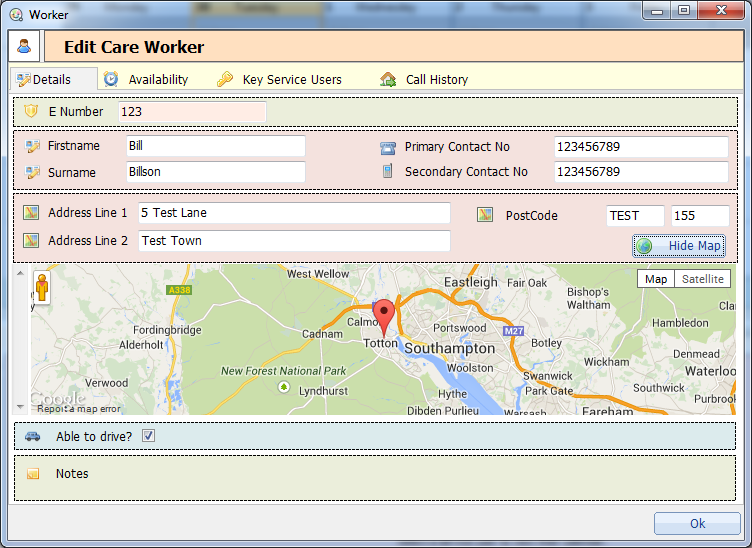 Worker
Edit Care Worker
Details Availability Key Service Users Call History
E Number 123
Firstname Bill Primary Contact No 123456789
Surname Billson Secondary Contact No 123456789
Address Line 1 5 Test Lane PostCode TEST 155
Address Line 2 Test Town
Hide Map
West Wellow
Eastleigh
Fair Oak
Map Satellite
A338
Bishop's
Waltham
Fordingbridge
Calmo
Cadnam
Portswood
M27
Hambledon
Alderholt
Totton
Southampton
Botley
Denmead
Wickham
New Forest National Park
Woolston
Waterloo
Verwood
Lyndhurst
Swanwick
Park Gate
Southwick
Hythe
Purbrook
Google
Report a map error
Dibden Purlieu
Warsash
Fareham
Able to drive?
Notes
Ok